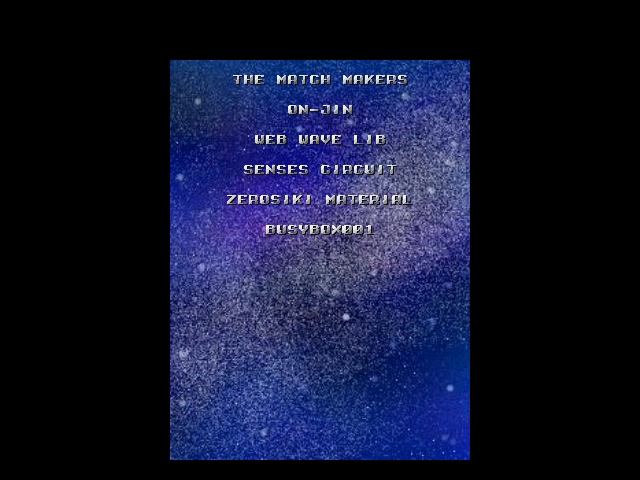 THE MATCH MAKERS
ON-JIN
WEB WAVE LIB
SENSES CIRCUIT
ZEROSIKI MATERIAL
BUSYBOX001